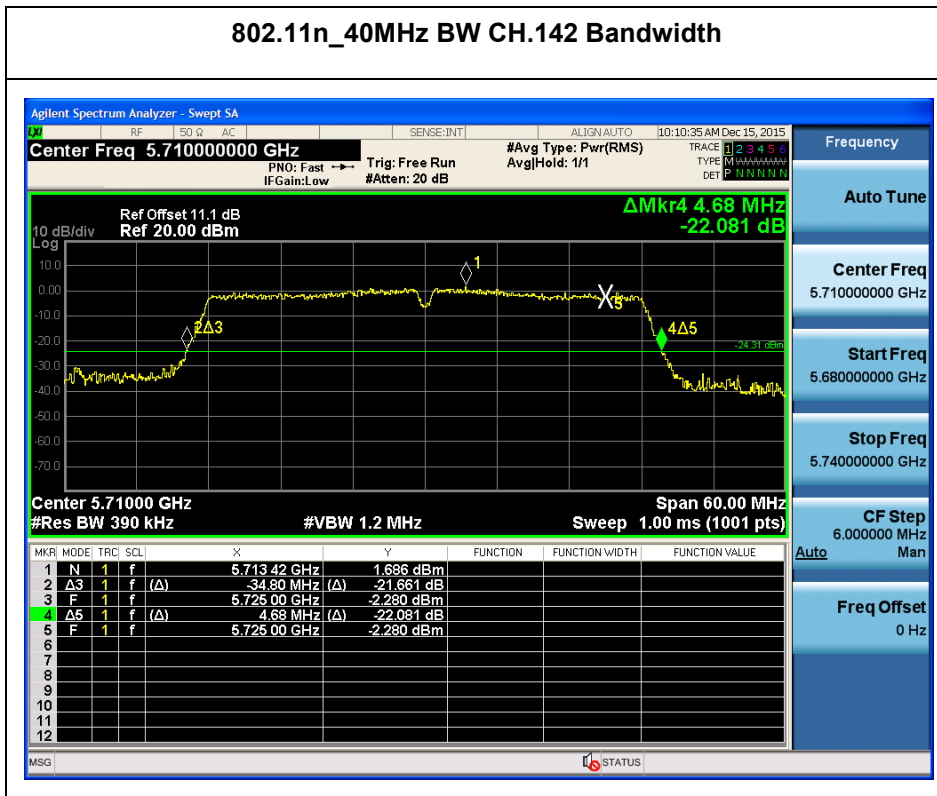 802.11n_40MHz BW CH.142 Bandwidth
Agilent Spectrum Analyzer - Swept SA
LXI RF 50 Ω AC SENSE:INT ALIGN AUTO 10:10:35 AM Dec 15, 2015
Center Freq 5.710000000 GHz
PNO: Fast
IFGain:Low
Trig: Free Run
#Atten: 20 dB
#Avg Type: Pwr(RMS)
Avg|Hold: 1/1
TRACE 1 2 3 4 5 6
TYPE M
DET P N N N N N
ΔMkr4 4.68 MHz
-22.081 dB
Ref Offset 11.1 dB
10 dB/div Ref 20.00 dBm
Log
10.0
0.00
-10.0
-20.0
-30.0
-40.0
-50.0
-60.0
-70.0
1
2Δ3
5
4Δ5
-24.31 dBm
Center 5.71000 GHz Span 60.00 MHz
#Res BW 390 kHz #VBW 1.2 MHz Sweep 1.00 ms (1001 pts)
MKR MODE TRC SCL X Y FUNCTION FUNCTION WIDTH FUNCTION VALUE
1 N 1 f 5.713 42 GHz 1.686 dBm
2 Δ3 1 f (Δ) -34.80 MHz (Δ) -21.661 dB
3 F 1 f 5.725 00 GHz -2.280 dBm
4 Δ5 1 f (Δ) 4.68 MHz (Δ) -22.081 dB
5 F 1 f 5.725 00 GHz -2.280 dBm
6
7
8
9
10
11
12
MSG STATUS
Frequency
Auto Tune
Center Freq
5.710000000 GHz
Start Freq
5.680000000 GHz
Stop Freq
5.740000000 GHz
CF Step
6.000000 MHz
Auto Man
Freq Offset
0 Hz